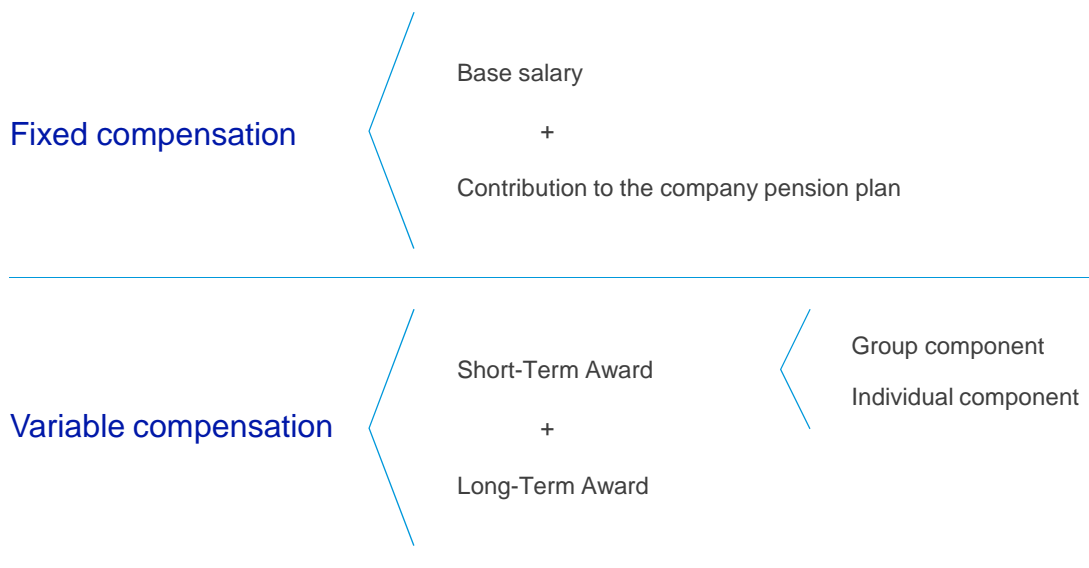 Base salary
Fixed compensation
+
Contribution to the company pension plan
Group component
Short-Term Award
Individual component
Variable compensation
+
Long-Term Award